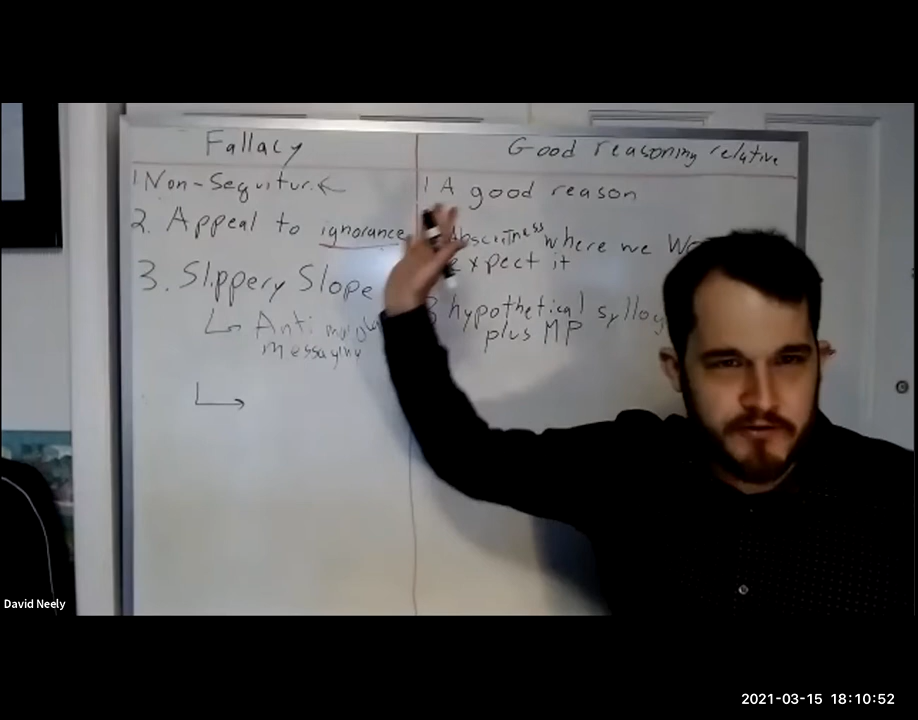 Fallacy
Good reasoning relative
1 Non-Sequitur ←
1 A good reason
2. Appeal to ignorance
where we
expect it
3. Slippery Slope
3 hypothetical
plus MP
Anti
messaging
David Neely
2021-03-15 18:10:52